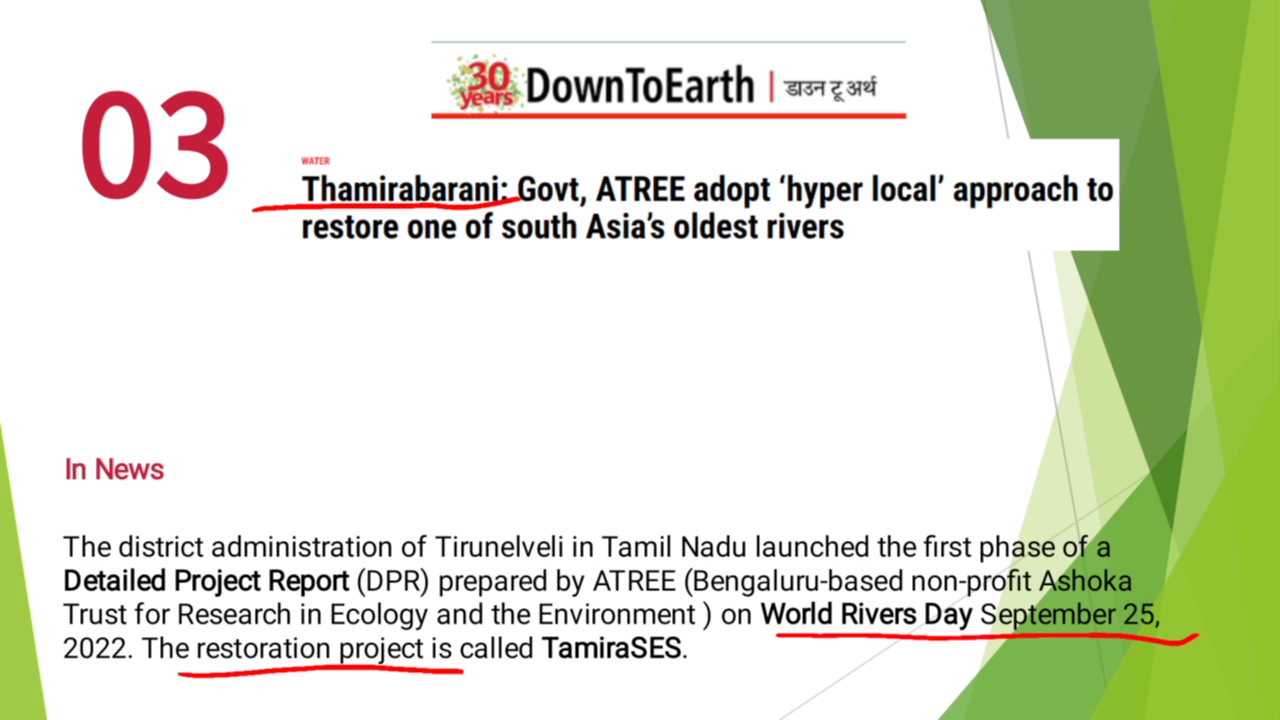 30 years DownToEarth | डाउन टू अर्थ
03
WATER
Thamirabarani: Govt, ATREE adopt ‘hyper local’ approach to
restore one of south Asia’s oldest rivers
In News
The district administration of Tirunelveli in Tamil Nadu launched the first phase of a
Detailed Project Report (DPR) prepared by ATREE (Bengaluru-based non-profit Ashoka
Trust for Research in Ecology and the Environment ) on World Rivers Day September 25,
2022. The restoration project is called TamiraSES.